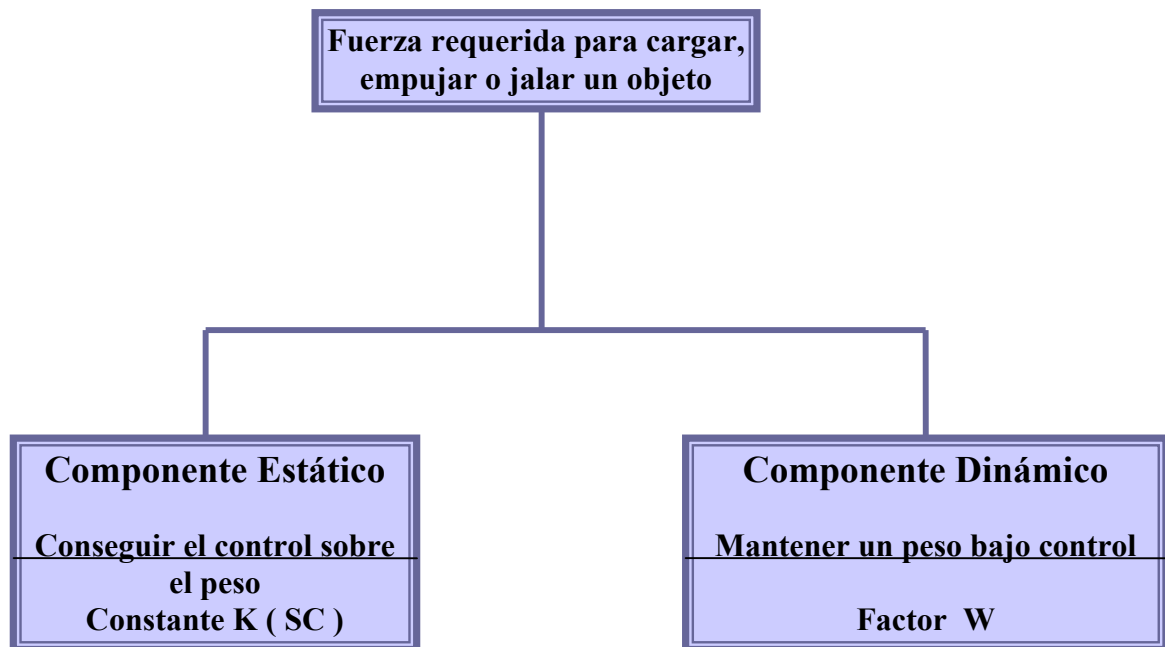 Fuerza requerida para cargar,
empujar o jalar un objeto
Componente Estático
Conseguir el control sobre
el peso
Constante K ( SC )
Componente Dinámico
Mantener un peso bajo control
Factor W